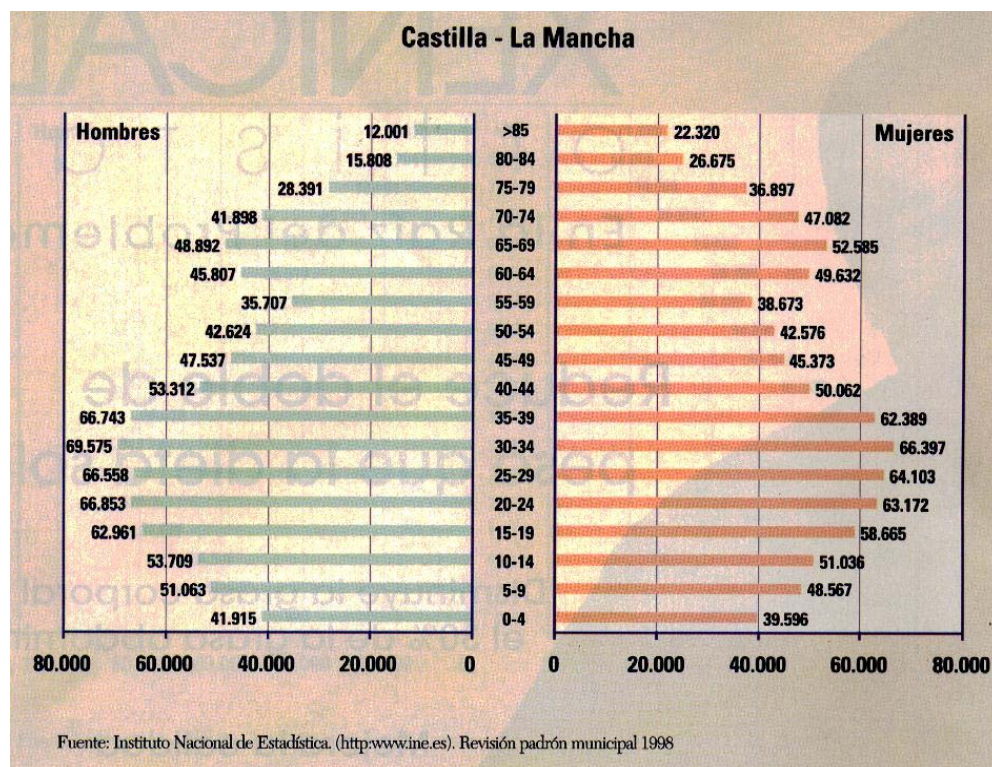 Castilla - La Mancha
Hombres
Mujeres
12.001 >85 22.320
15.808 80-84 26.675
28.391 75-79 36.897
41.898 70-74 47.082
48.892 65-69 52.585
45.807 60-64 49.632
35.707 55-59 38.673
42.624 50-54 42.576
47.537 45-49 45.373
53.312 40-44 50.062
66.743 35-39 62.389
69.575 30-34 66.397
66.558 25-29 64.103
66.853 20-24 63.172
62.961 15-19 58.665
53.709 10-14 51.036
51.063 5-9 48.567
41.915 0-4 39.596
80.000 60.000 40.000 20.000 0 0 20.000 40.000 60.000 80.000
Fuente: Instituto Nacional de Estadística. (http:www.ine.es). Revisión padrón municipal 1998